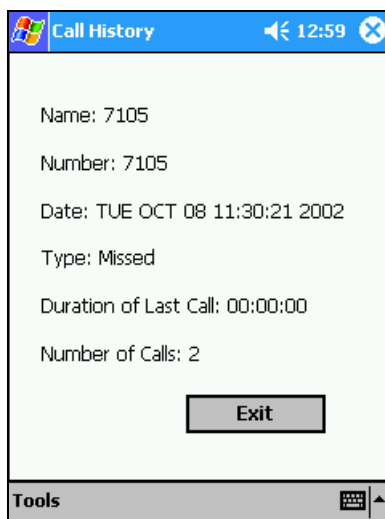 Call History 12:59
Name: 7105
Number: 7105
Date: TUE OCT 08 11:30:21 2002
Type: Missed
Duration of Last Call: 00:00:00
Number of Calls: 2
Exit
Tools